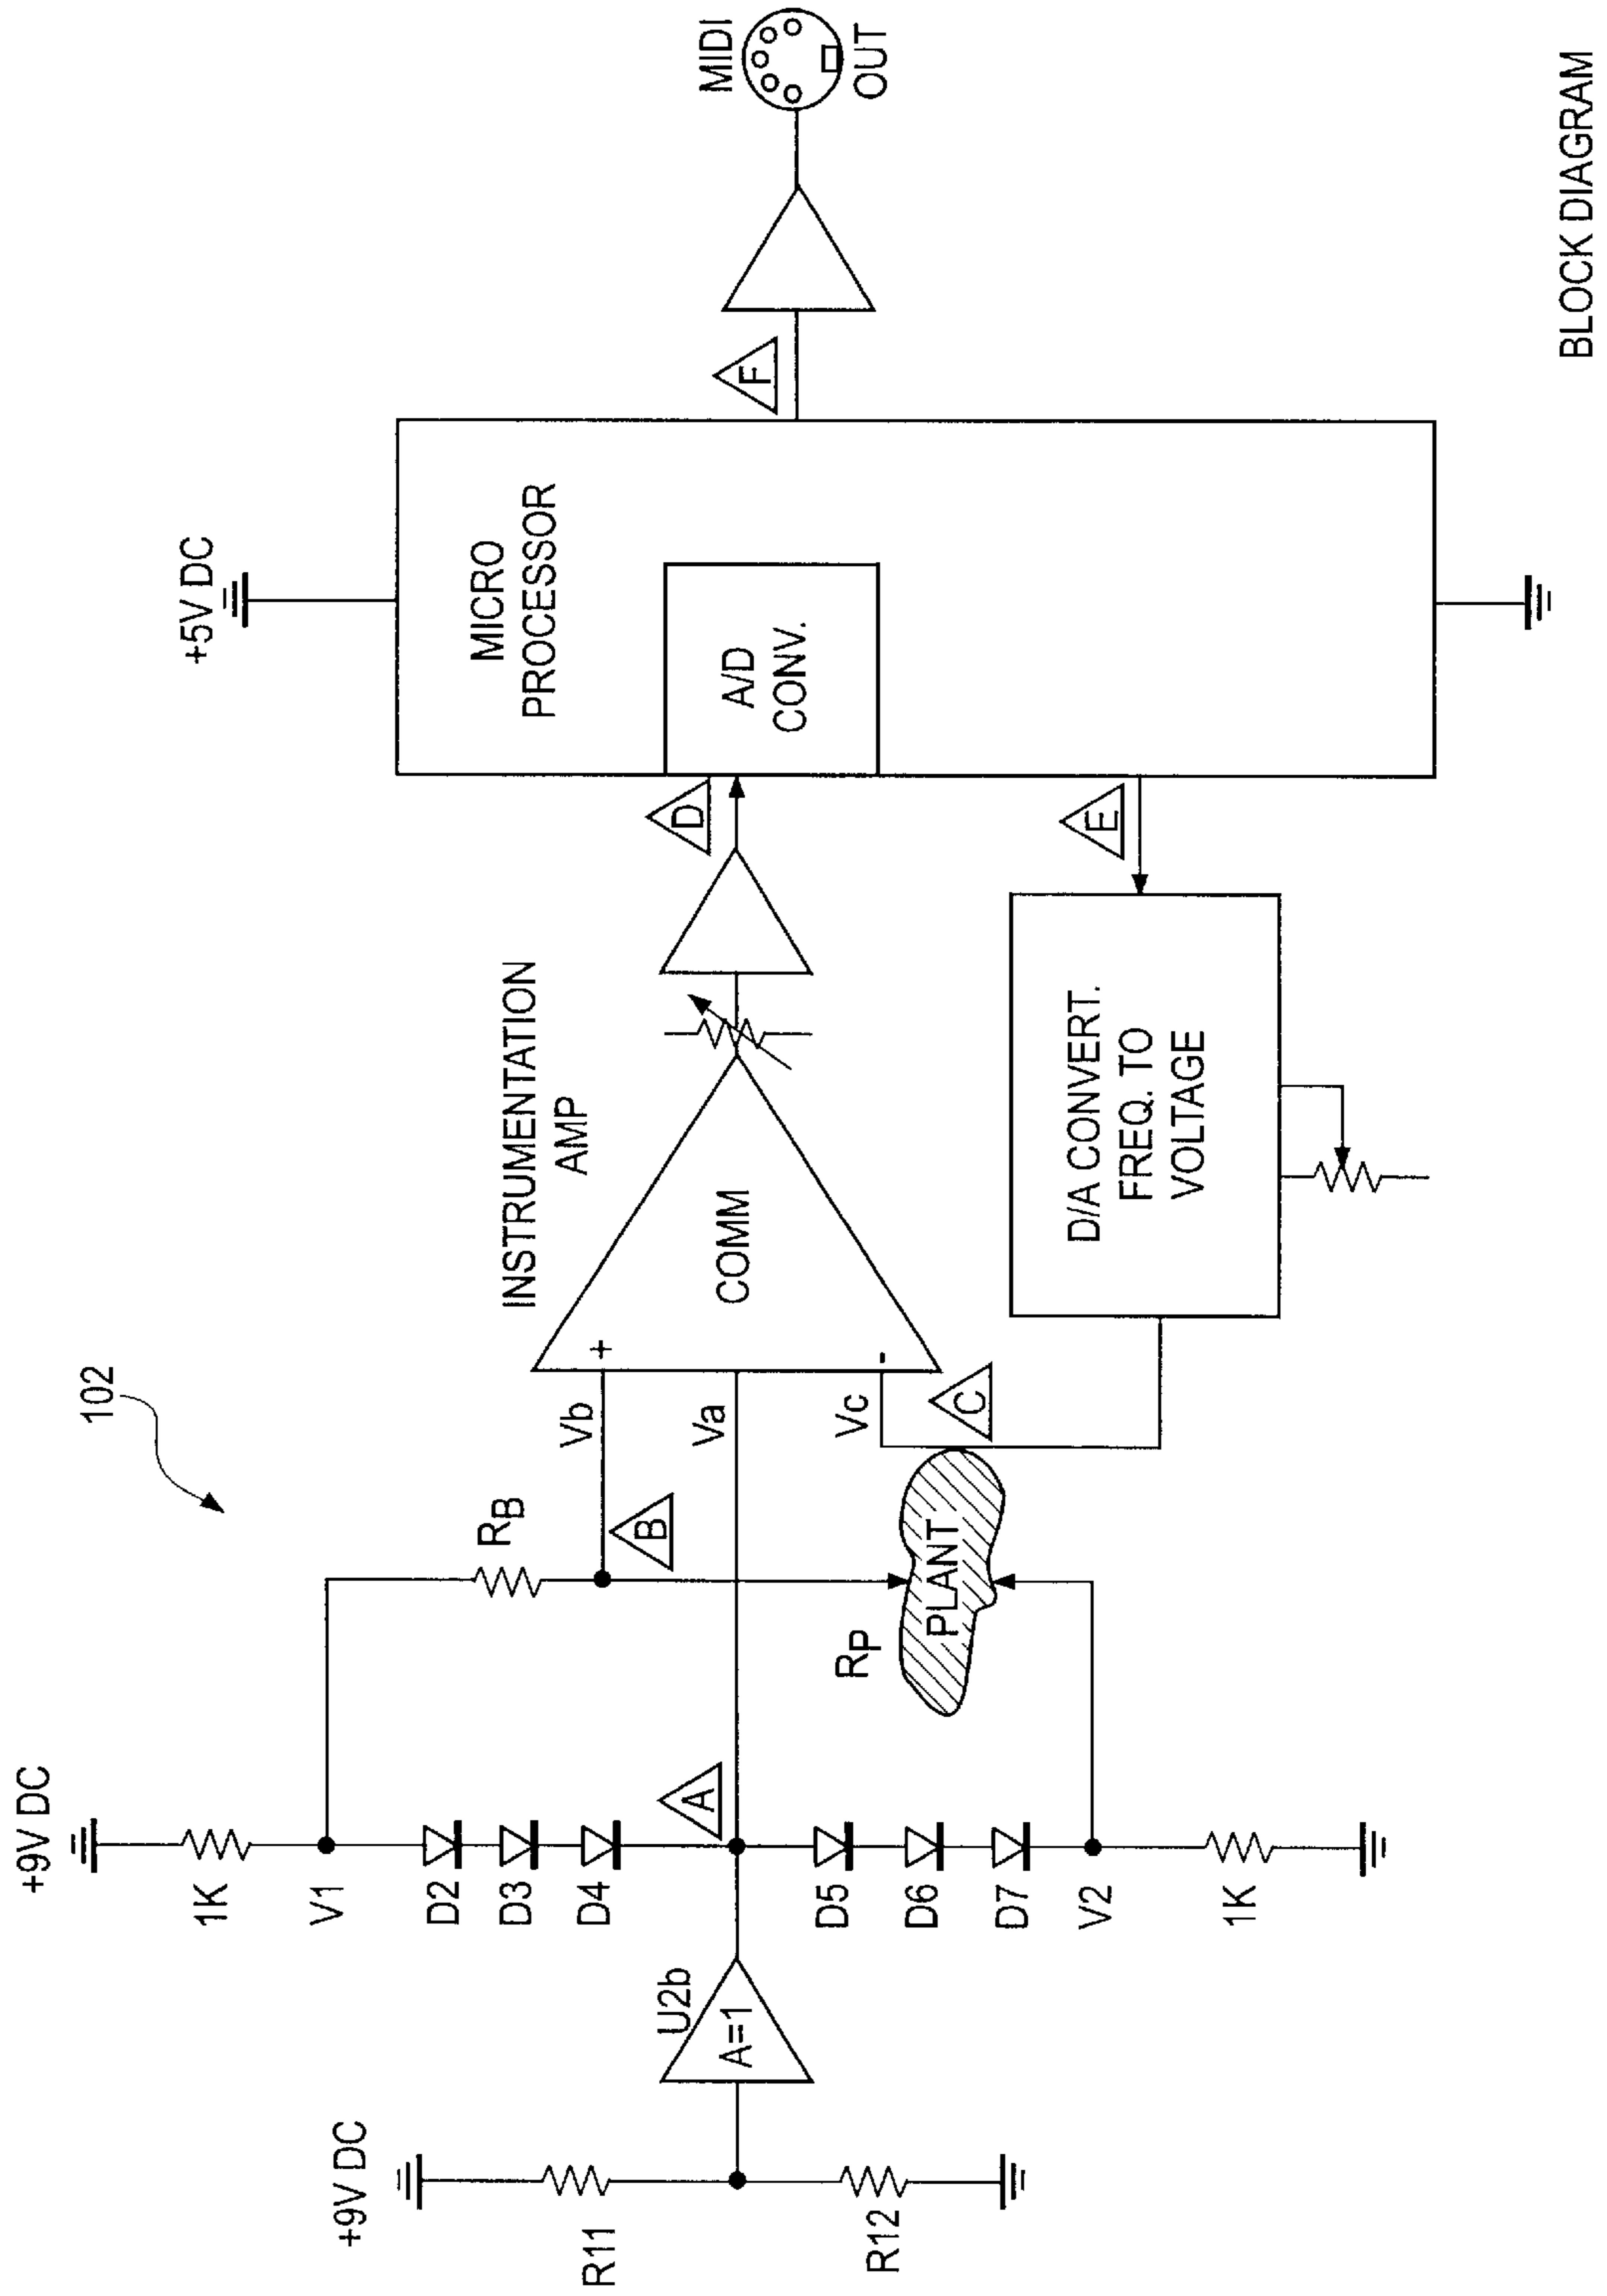 102
+9V DC
R11
R12
U2b
A=1
+9V DC
1K
V1
D2
D3
D4
A
D5
D6
D7
V2
1K
RB
B
RP
PLANT
Vb
Va
Vc
C
+
-
COMM
INSTRUMENTATION
AMP
D
E
D/A CONVERT.
FREQ. TO
VOLTAGE
+5V DC
MICRO
PROCESSOR
A/D
CONV.
F
MIDI
OUT
BLOCK DIAGRAM